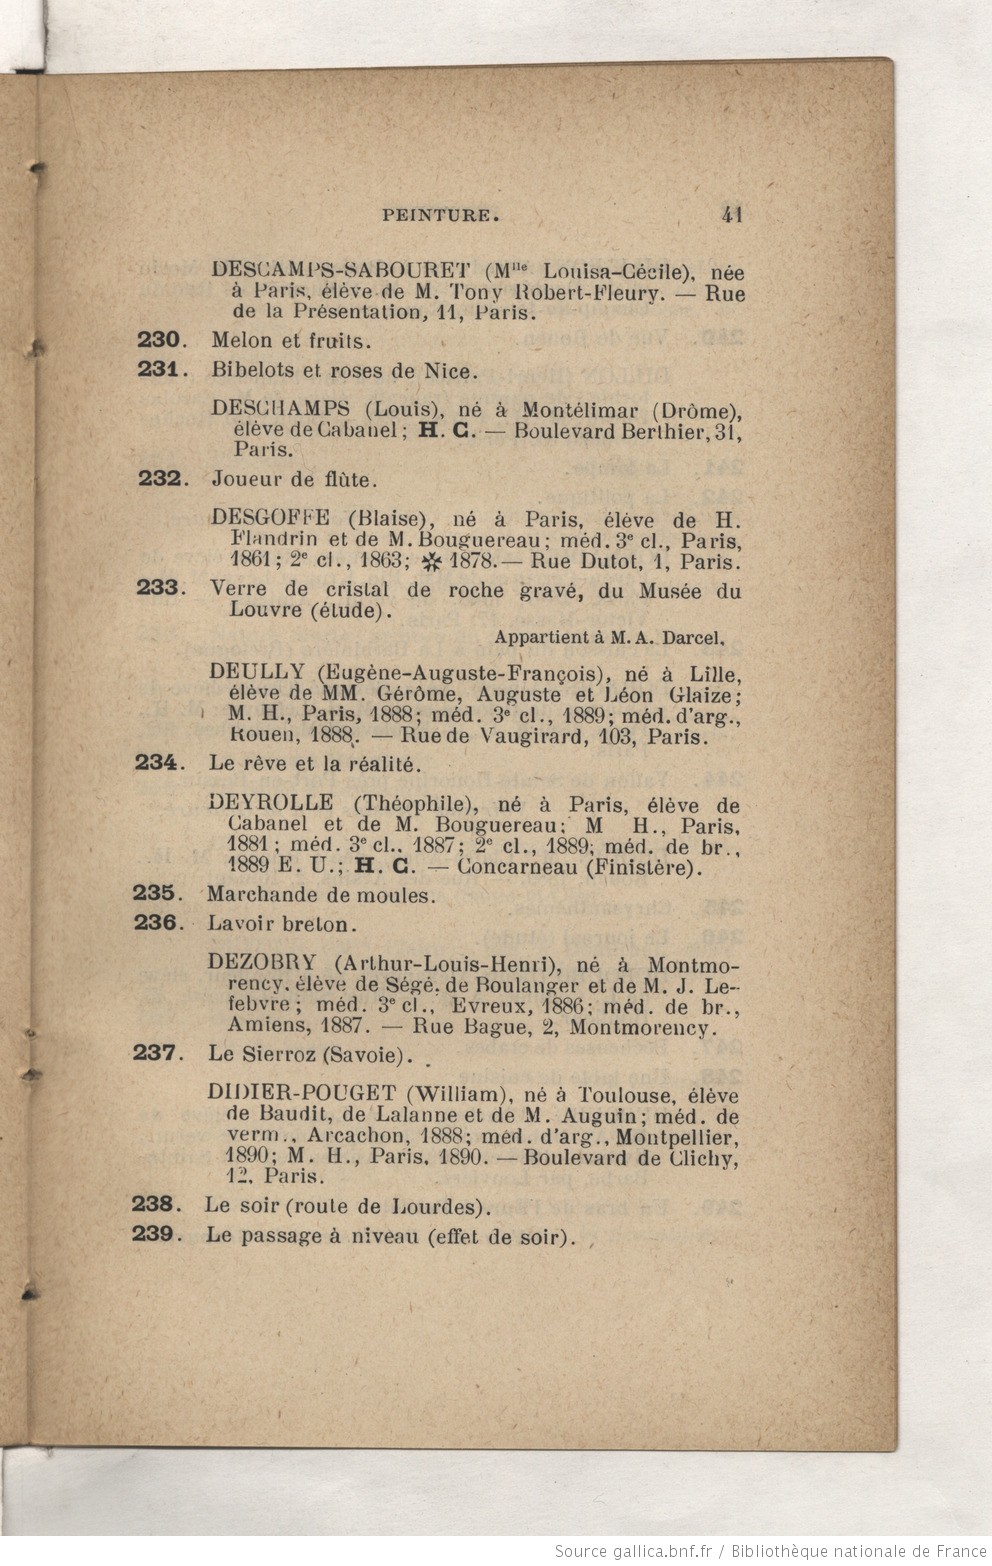 PEINTURE. 41
DESCAMPS-SABOURET (Mlle Louisa-Cécile), née
à Paris, élève de M. Tony Robert-Fleury. — Rue
de la Présentation, 11, Paris.
230. Melon et fruits.
231. Bibelots et roses de Nice.
DESCHAMPS (Louis), né à Montélimar (Drôme),
élève de Cabanel ; H. C. — Boulevard Berthier, 31,
Paris.
232. Joueur de flûte.
DESGOFFE (Blaise), né à Paris, élève de H.
Flandrin et de M. Bouguereau ; méd. 3e cl., Paris,
1861 ; 2e cl., 1863; ✻ 1878.— Rue Dutot, 1, Paris.
233. Verre de cristal de roche gravé, du Musée du
Louvre (étude).
Appartient à M. A. Darcel.
DEULLY (Eugène-Auguste-François), né à Lille,
élève de MM. Gérôme, Auguste et Léon Glaize ;
M. H., Paris, 1888; méd. 3e cl., 1889; méd. d'arg.,
Rouen, 1888. — Rue de Vaugirard, 103, Paris.
234. Le rêve et la réalité.
DEYROLLE (Théophile), né à Paris, élève de
Cabanel et de M. Bouguereau; M H., Paris,
1881 ; méd. 3e cl., 1887; 2e cl., 1889; méd. de br.,
1889 E. U.; H. C. — Concarneau (Finistère).
235. Marchande de moules.
236. Lavoir breton.
DEZOBRY (Arthur-Louis-Henri), né à Montmo-
rency, élève de Ségé, de Boulanger et de M. J. Le-
febvre ; méd. 3e cl., Evreux, 1886; méd. de br.,
Amiens, 1887. — Rue Bague, 2, Montmorency.
237. Le Sierroz (Savoie).
DIDIER-POUGET (William), né à Toulouse, élève
de Baudit, de Lalanne et de M. Auguin ; méd. de
verm., Arcachon, 1888; méd. d'arg., Montpellier,
1890; M. H., Paris, 1890. — Boulevard de Clichy,
12, Paris.
238. Le soir (route de Lourdes).
239. Le passage à niveau (effet de soir).
Source gallica.bnf.fr / Bibliothèque nationale de France